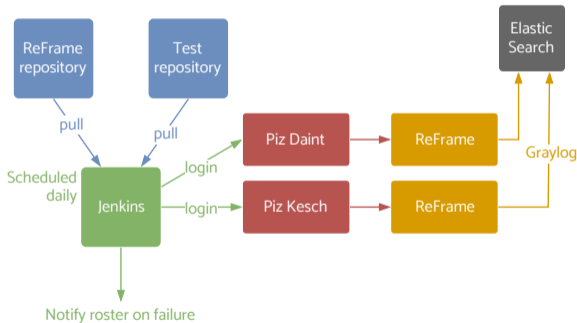 ReFrame
repository
Test
repository
Elastic
Search
pull
pull
Scheduled
daily
Jenkins
login
login
Piz Daint
ReFrame
Graylog
Piz Kesch
ReFrame
Notify roster on failure